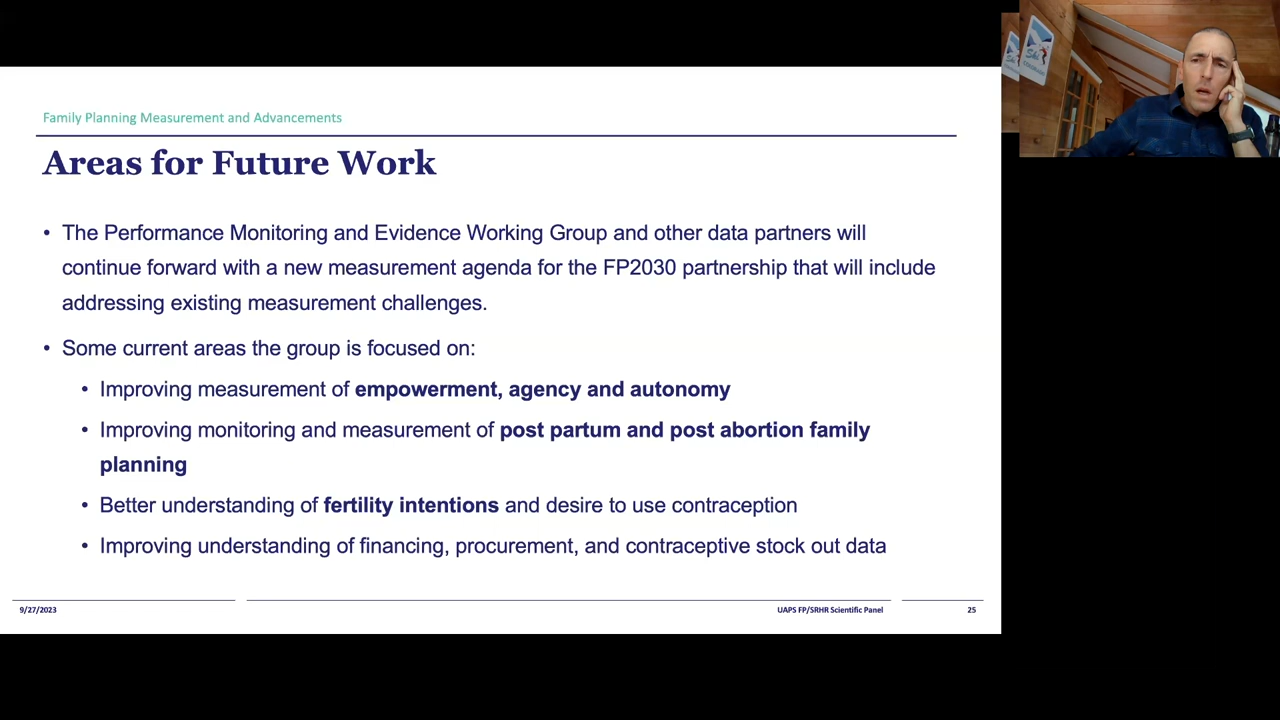 Family Planning Measurement and Advancements
Areas for Future Work
• The Performance Monitoring and Evidence Working Group and other data partners will
continue forward with a new measurement agenda for the FP2030 partnership that will include
addressing existing measurement challenges.
• Some current areas the group is focused on:
• Improving measurement of empowerment, agency and autonomy
• Improving monitoring and measurement of post partum and post abortion family
planning
• Better understanding of fertility intentions and desire to use contraception
• Improving understanding of financing, procurement, and contraceptive stock out data
9/27/2023
UAPS FP/SRHR Scientific Panel
25
Ski